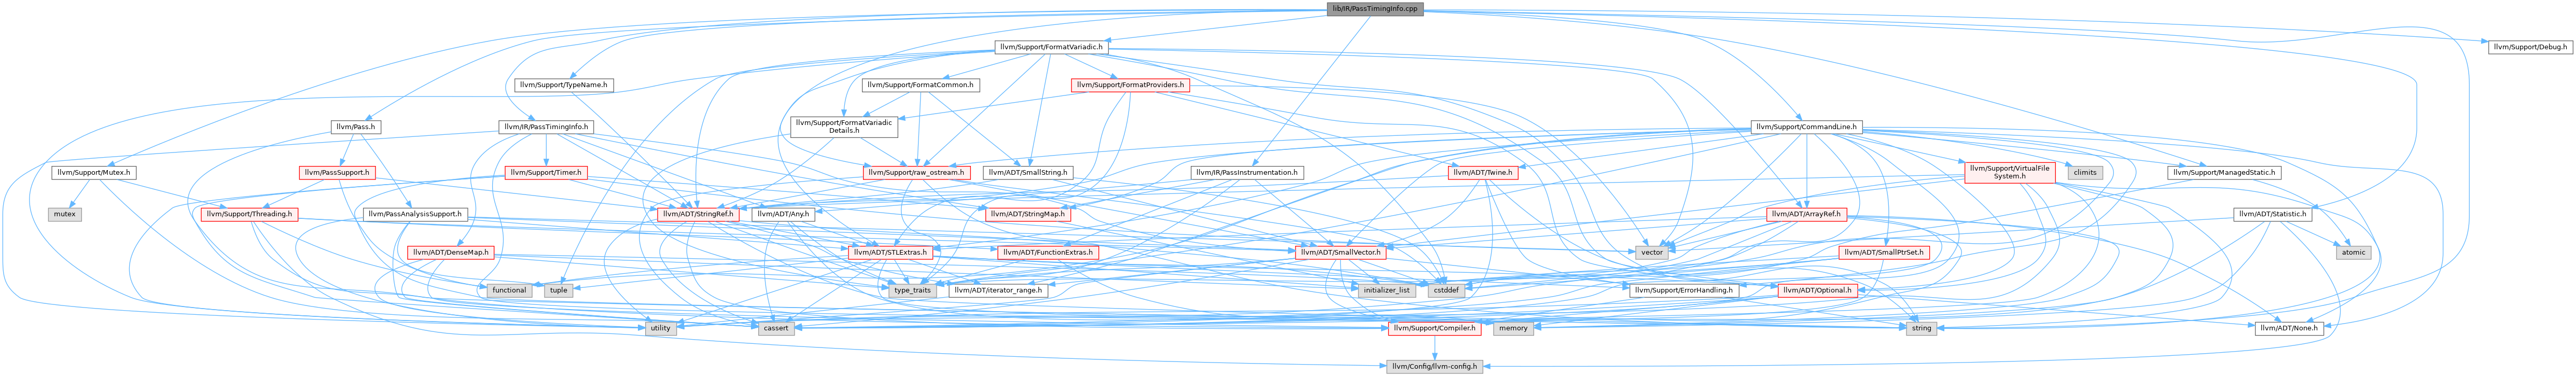 lib/IR/PassTimingInfo.cpp
llvm/Support/FormatVariadic.h
llvm/Support/Debug.h
llvm/Support/TypeName.h
llvm/Support/FormatCommon.h
llvm/Support/FormatProviders.h
llvm/Pass.h
llvm/IR/PassTimingInfo.h
llvm/Support/FormatVariadic
Details.h
llvm/Support/CommandLine.h
llvm/Support/Mutex.h
llvm/PassSupport.h
llvm/Support/Timer.h
llvm/Support/raw_ostream.h
llvm/ADT/SmallString.h
llvm/IR/PassInstrumentation.h
llvm/ADT/Twine.h
llvm/Support/VirtualFile
System.h
climits
llvm/Support/ManagedStatic.h
mutex
llvm/Support/Threading.h
llvm/PassAnalysisSupport.h
llvm/ADT/StringRef.h
llvm/ADT/Any.h
llvm/ADT/StringMap.h
llvm/ADT/ArrayRef.h
llvm/ADT/Statistic.h
llvm/ADT/DenseMap.h
llvm/ADT/STLExtras.h
llvm/ADT/FunctionExtras.h
llvm/ADT/SmallVector.h
vector
llvm/ADT/SmallPtrSet.h
atomic
functional
tuple
type_traits
llvm/ADT/iterator_range.h
initializer_list
cstddef
llvm/Support/ErrorHandling.h
llvm/ADT/Optional.h
utility
cassert
llvm/Support/Compiler.h
memory
string
llvm/ADT/None.h
llvm/Config/llvm-config.h